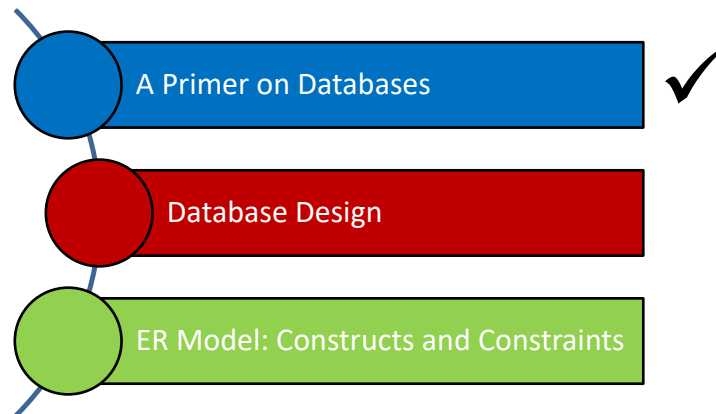 A Primer on Databases
Database Design
ER Model: Constructs and Constraints